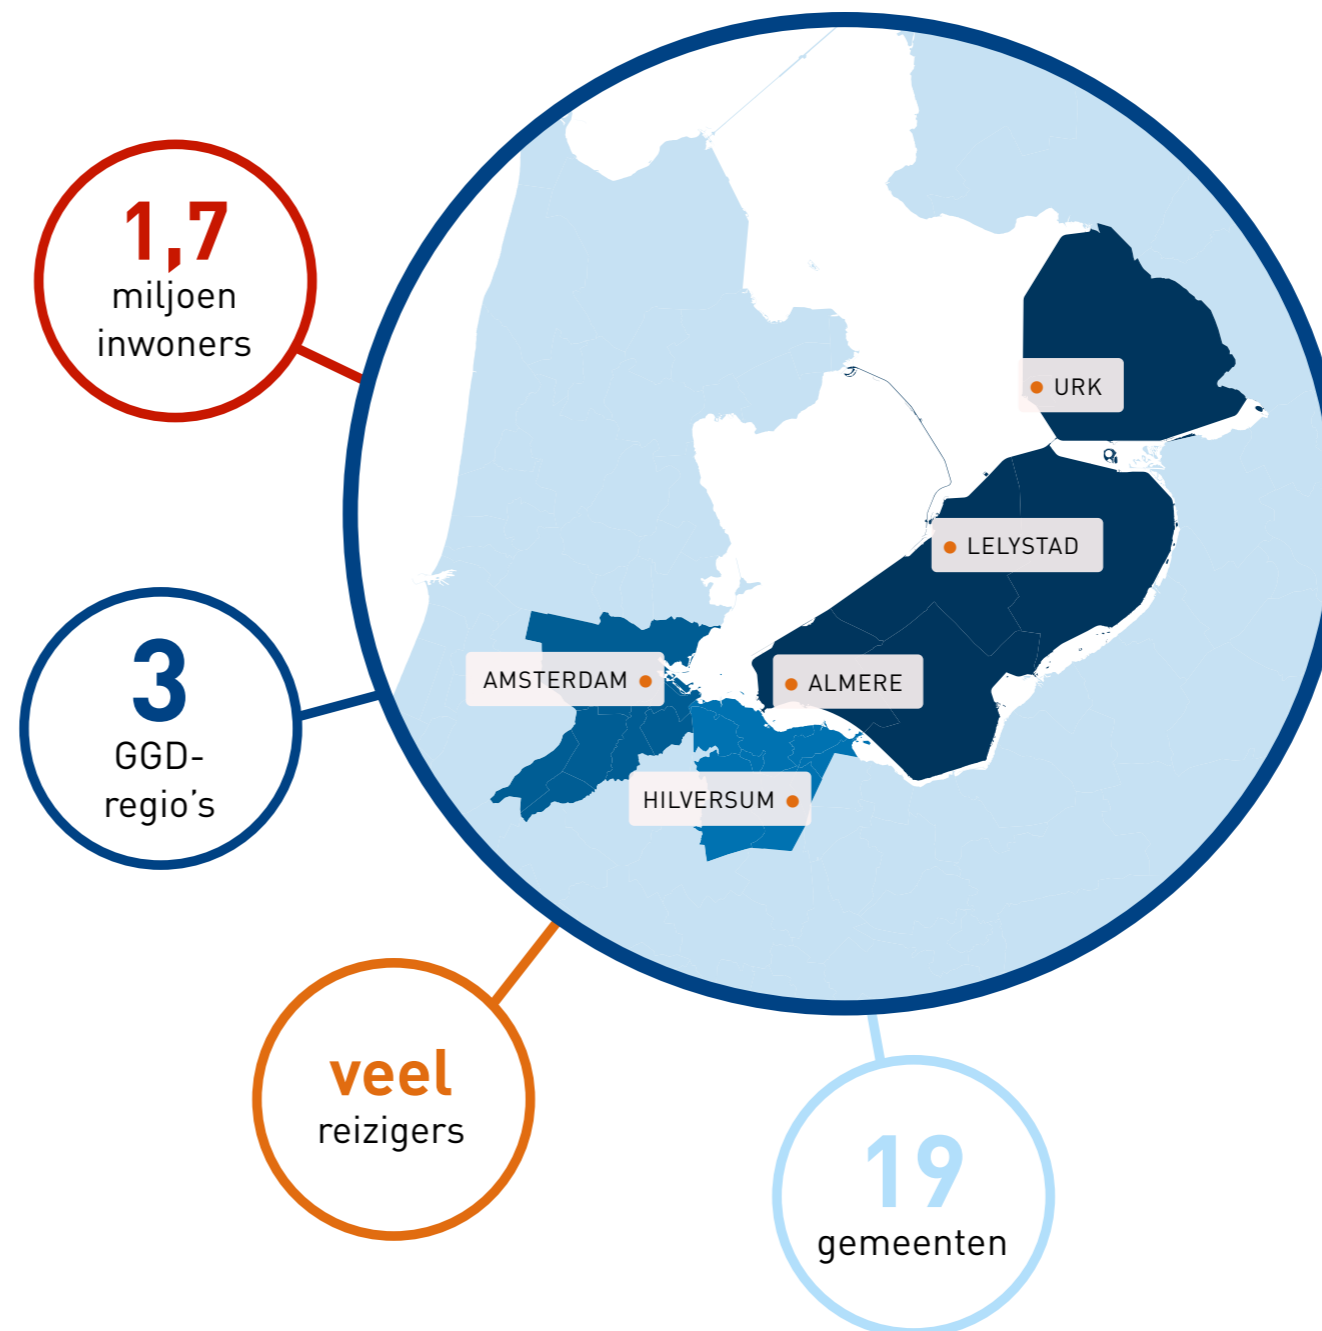 1,7
miljoen
inwoners
URK
LELYSTAD
AMSTERDAM
ALMERE
HILVERSUM
3
GGD-
regio's
veel
reizigers
19
gemeenten